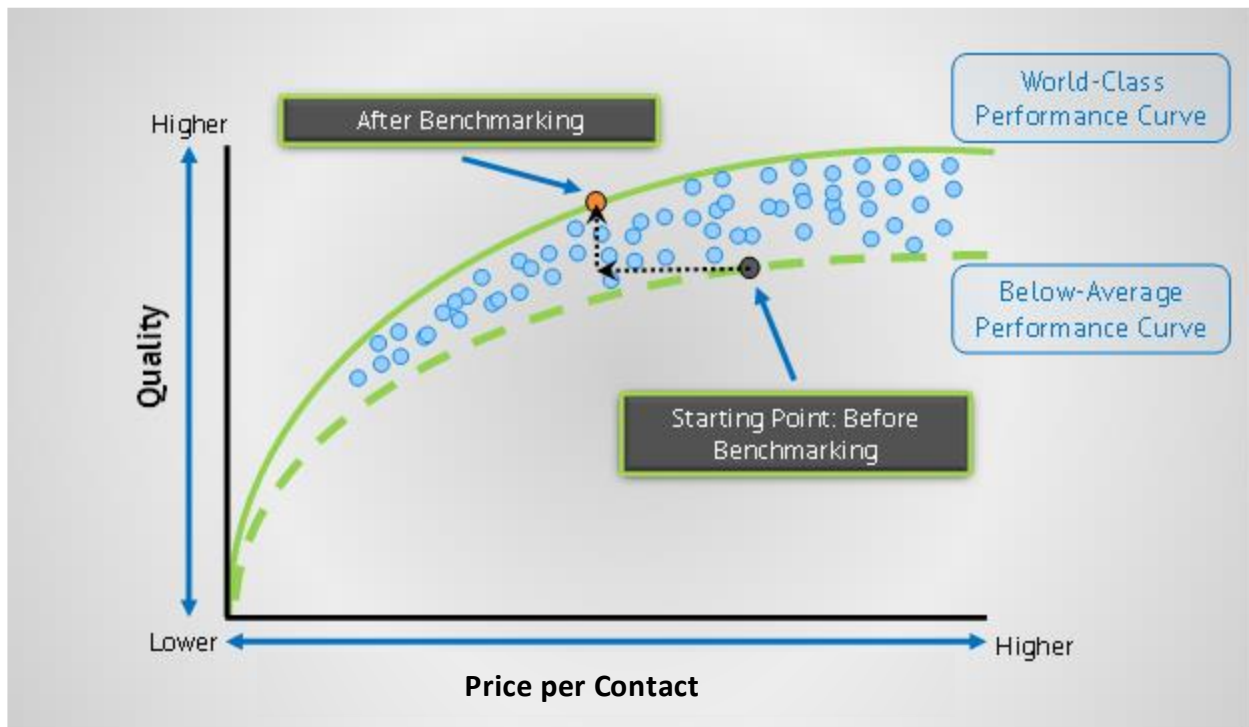 World-Class
Performance Curve
After Benchmarking
Higher
Below-Average
Performance Curve
Quality
Starting Point: Before
Benchmarking
Lower
Higher
Price per Contact